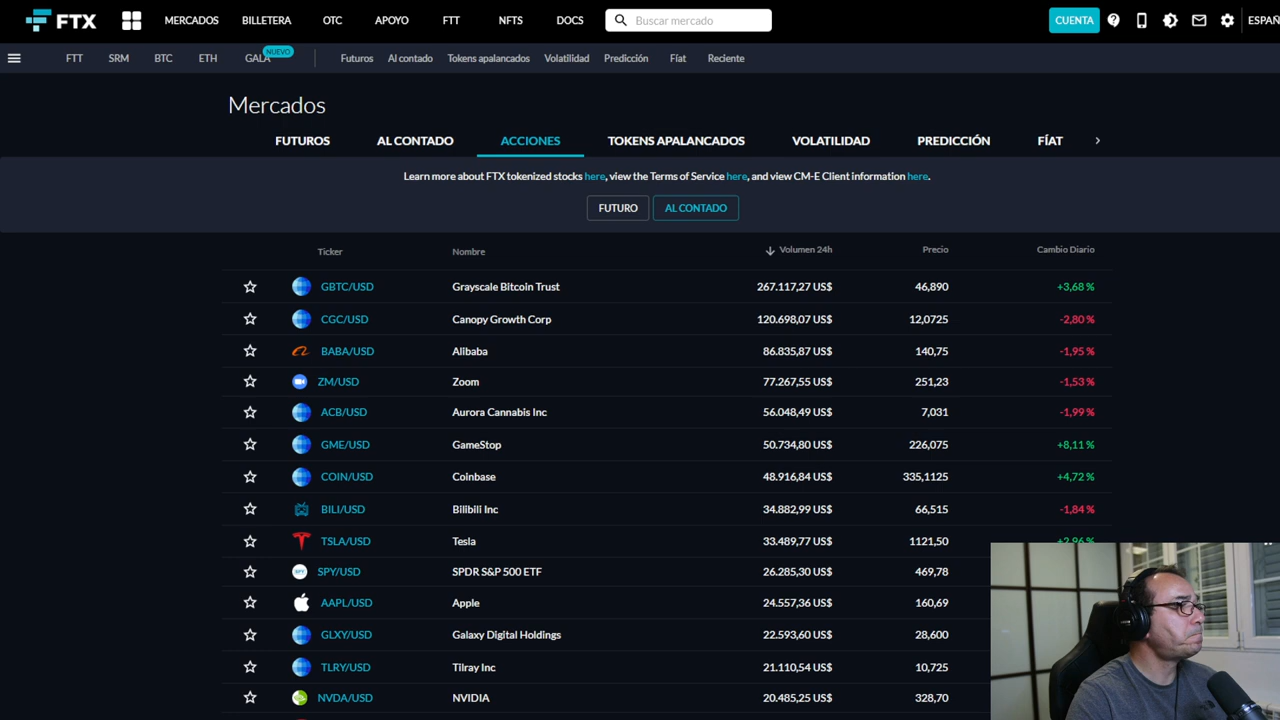 FTX MERCADOS BILLETERA OTC APOYO FTT NFTS DOCS Buscar mercado CUENTA ESPAÑ
FTT SRM BTC ETH GALA NUEVO Futuros Al contado Tokens apalancados Volatilidad Predicción Fíat Reciente
Mercados
FUTUROS AL CONTADO ACCIONES TOKENS APALANCADOS VOLATILIDAD PREDICCIÓN FÍAT
Learn more about FTX tokenized stocks here, view the Terms of Service here, and view CM-E Client information here.
FUTURO AL CONTADO
Ticker Nombre Volumen 24h Precio Cambio Diario
GBTC/USD Grayscale Bitcoin Trust 267.117,27 US$ 46,890 +3,68 %
CGC/USD Canopy Growth Corp 120.698,07 US$ 12,0725 -2,80 %
BABA/USD Alibaba 86.835,87 US$ 140,75 -1,95 %
ZM/USD Zoom 77.267,55 US$ 251,23 -1,53 %
ACB/USD Aurora Cannabis Inc 56.048,49 US$ 7,031 -1,99 %
GME/USD GameStop 50.734,80 US$ 226,075 +8,11 %
COIN/USD Coinbase 48.916,84 US$ 335,1125 +4,72 %
BILI/USD Bilibili Inc 34.882,99 US$ 66,515 -1,84 %
TSLA/USD Tesla 33.489,77 US$ 1121,50 +2,96 %
SPY SPY/USD SPDR S&P 500 ETF 26.285,30 US$ 469,78
AAPL/USD Apple 24.557,36 US$ 160,69
GLXY/USD Galaxy Digital Holdings 22.593,60 US$ 28,600
TLRY/USD Tilray Inc 21.110,54 US$ 10,725
NVDA/USD NVIDIA 20.485,25 US$ 328,70